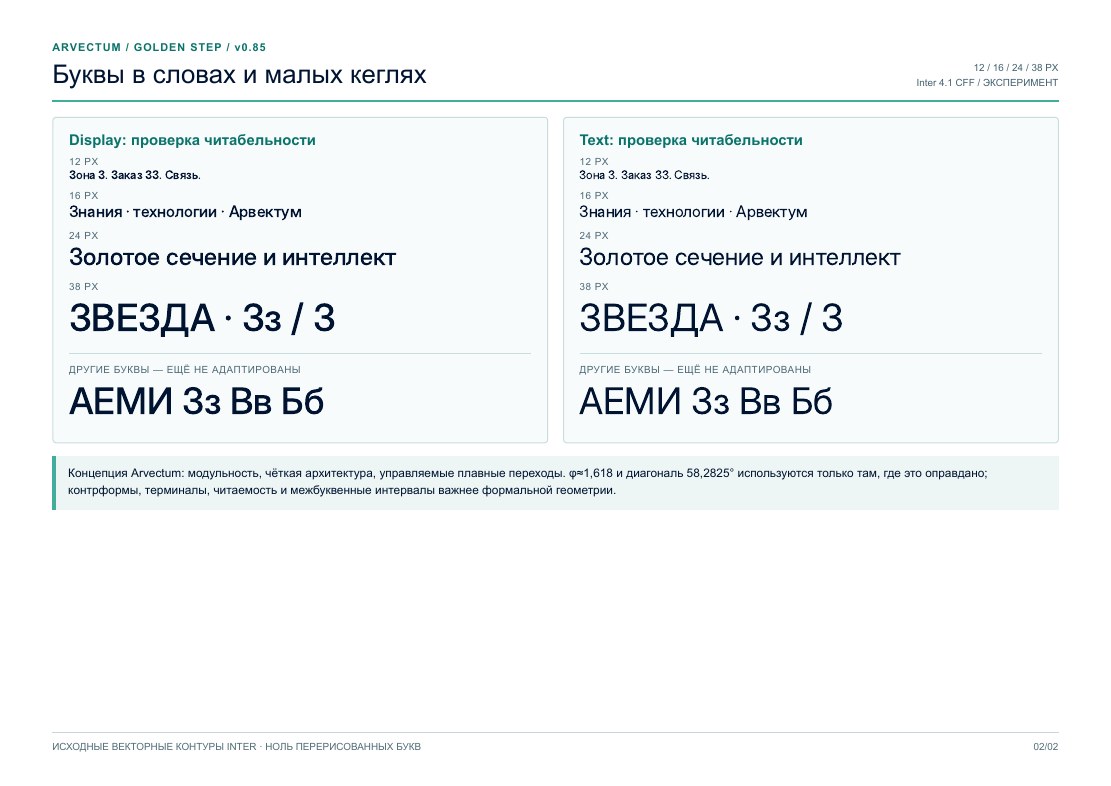 ARVECTUM / GOLDEN STEP / v0.85
Буквы в словах и малых кеглях
12 / 16 / 24 / 38 PX
Inter 4.1 CFF / ЭКСПЕРИМЕНТ
Display: проверка читабельности
12 PX
Зона 3. Заказ 33. Связь.
16 PX
Знания · технологии · Арвектум
24 PX
Золотое сечение и интеллект
38 PX
ЗВЕЗДА · Зз / 3
ДРУГИЕ БУКВЫ — ЕЩЁ НЕ АДАПТИРОВАНЫ
АЕМИ Зз Вв Бб
Text: проверка читабельности
12 PX
Зона 3. Заказ 33. Связь.
16 PX
Знания · технологии · Арвектум
24 PX
Золотое сечение и интеллект
38 PX
ЗВЕЗДА · Зз / 3
ДРУГИЕ БУКВЫ — ЕЩЁ НЕ АДАПТИРОВАНЫ
АЕМИ Зз Вв Бб
Концепция Arvectum: модульность, чёткая архитектура, управляемые плавные переходы. φ≈1,618 и диагональ 58,2825° используются только там, где это оправдано;
контрформы, терминалы, читаемость и межбуквенные интервалы важнее формальной геометрии.
ИСХОДНЫЕ ВЕКТОРНЫЕ КОНТУРЫ INTER · НОЛЬ ПЕРЕРИСОВАННЫХ БУКВ
02/02